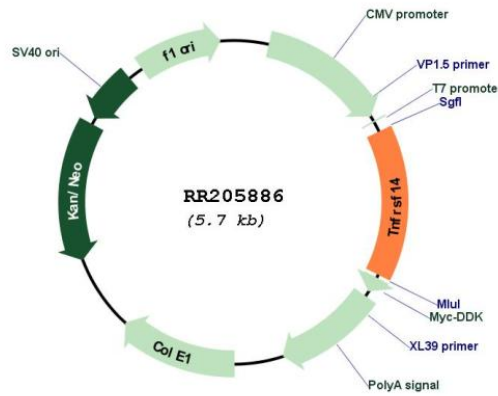 CMV promoter
VP1.5 primer
T7 promote
SgfI
Tnfrsf14
MluI
Myc-DDK
XL39 primer
PolyA signal
Col E1
Kan/Neo
SV40 ori
f1 ori
RR205886
(5.7 kb)